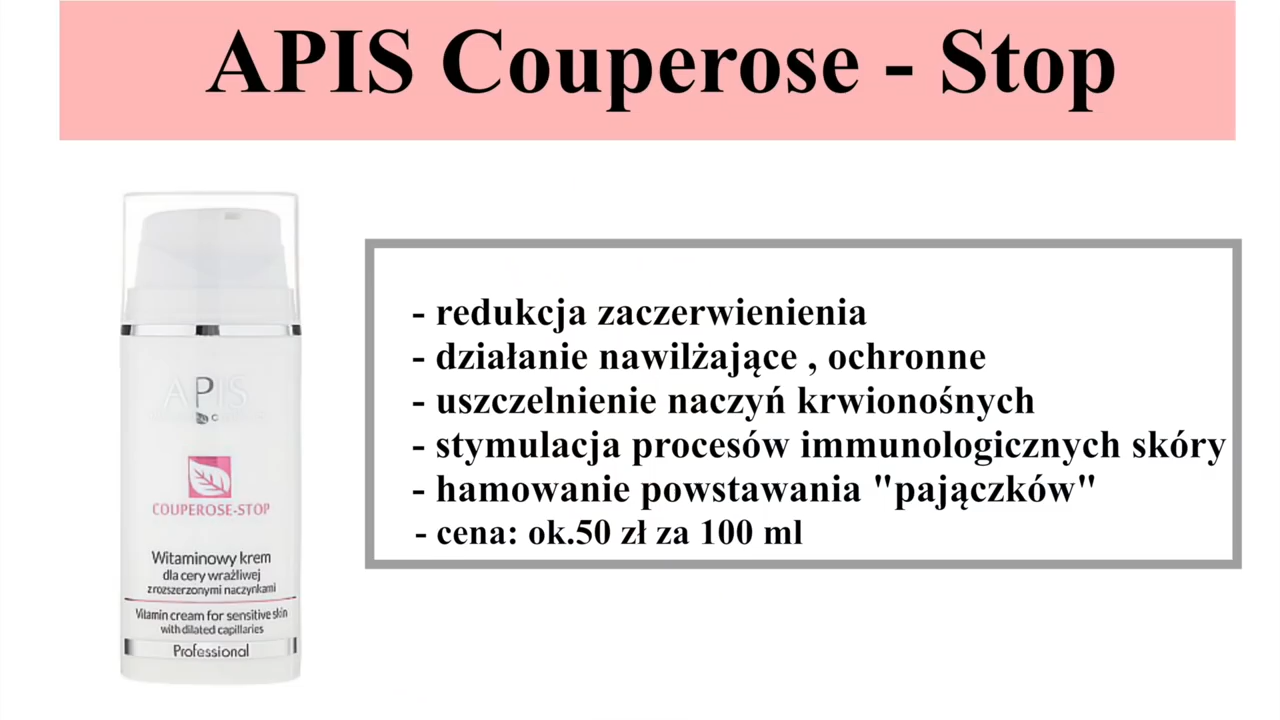 APIS Couperose - Stop
- redukcja zaczerwienienia
- działanie nawilżające , ochronne
- uszczelnienie naczyń krwionośnych
- stymulacja procesów immunologicznych skóry
- hamowanie powstawania "pajączków"
- cena: ok.50 zł za 100 ml
APIS
COUPEROSE-STOP
Witaminowy krem
dla cery wrażliwej
z rozszerzonymi naczynkami
Vitamin cream for sensitive skin
with dilated capillaries
Professional